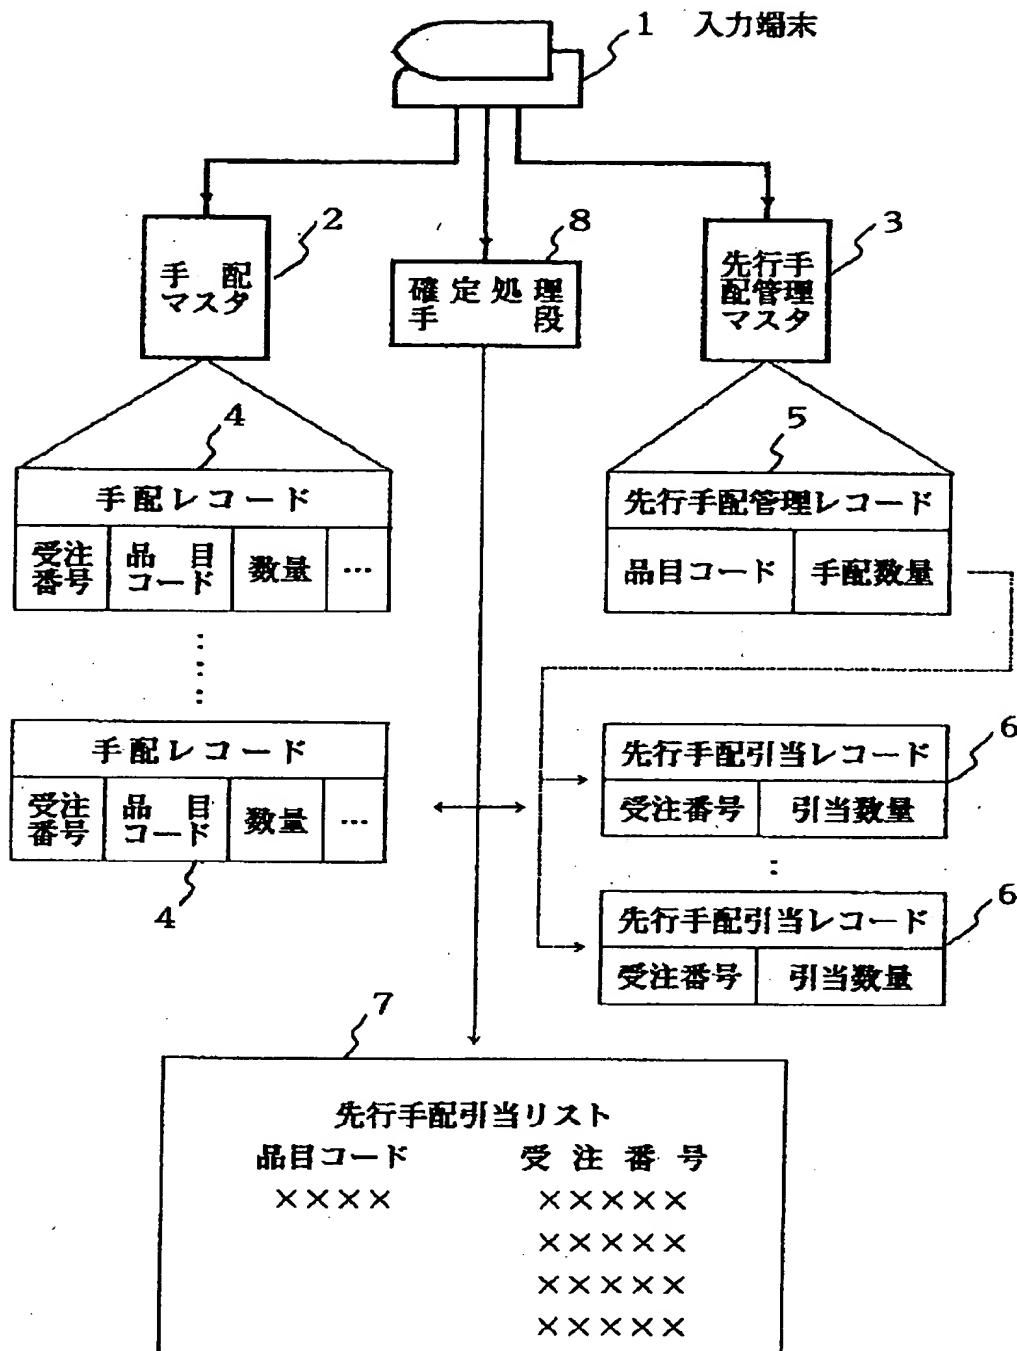 1 入力端末
2
8
3
手配
マスタ
確定処理
手段
先行手
配管理
マスタ
4
5
手配レコード
受注
番号
品目
コード
数量
…
先行手配管理レコード
品目コード
手配数量
手配レコード
受注
番号
品目
コード
数量
…
4
6
先行手配引当レコード
受注番号
引当数量
6
先行手配引当レコード
受注番号
引当数量
7
先行手配引当リスト
品目コード 受注番号
×××× ×××××
×××××
×××××
×××××